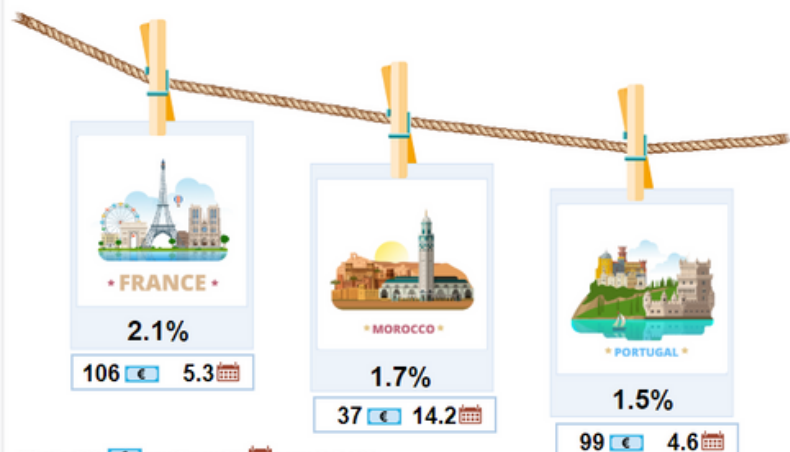 FRANCE
2.1%
106 € 5.3
MOROCCO
1.7%
37 € 14.2
PORTUGAL
1.5%
99 € 4.6